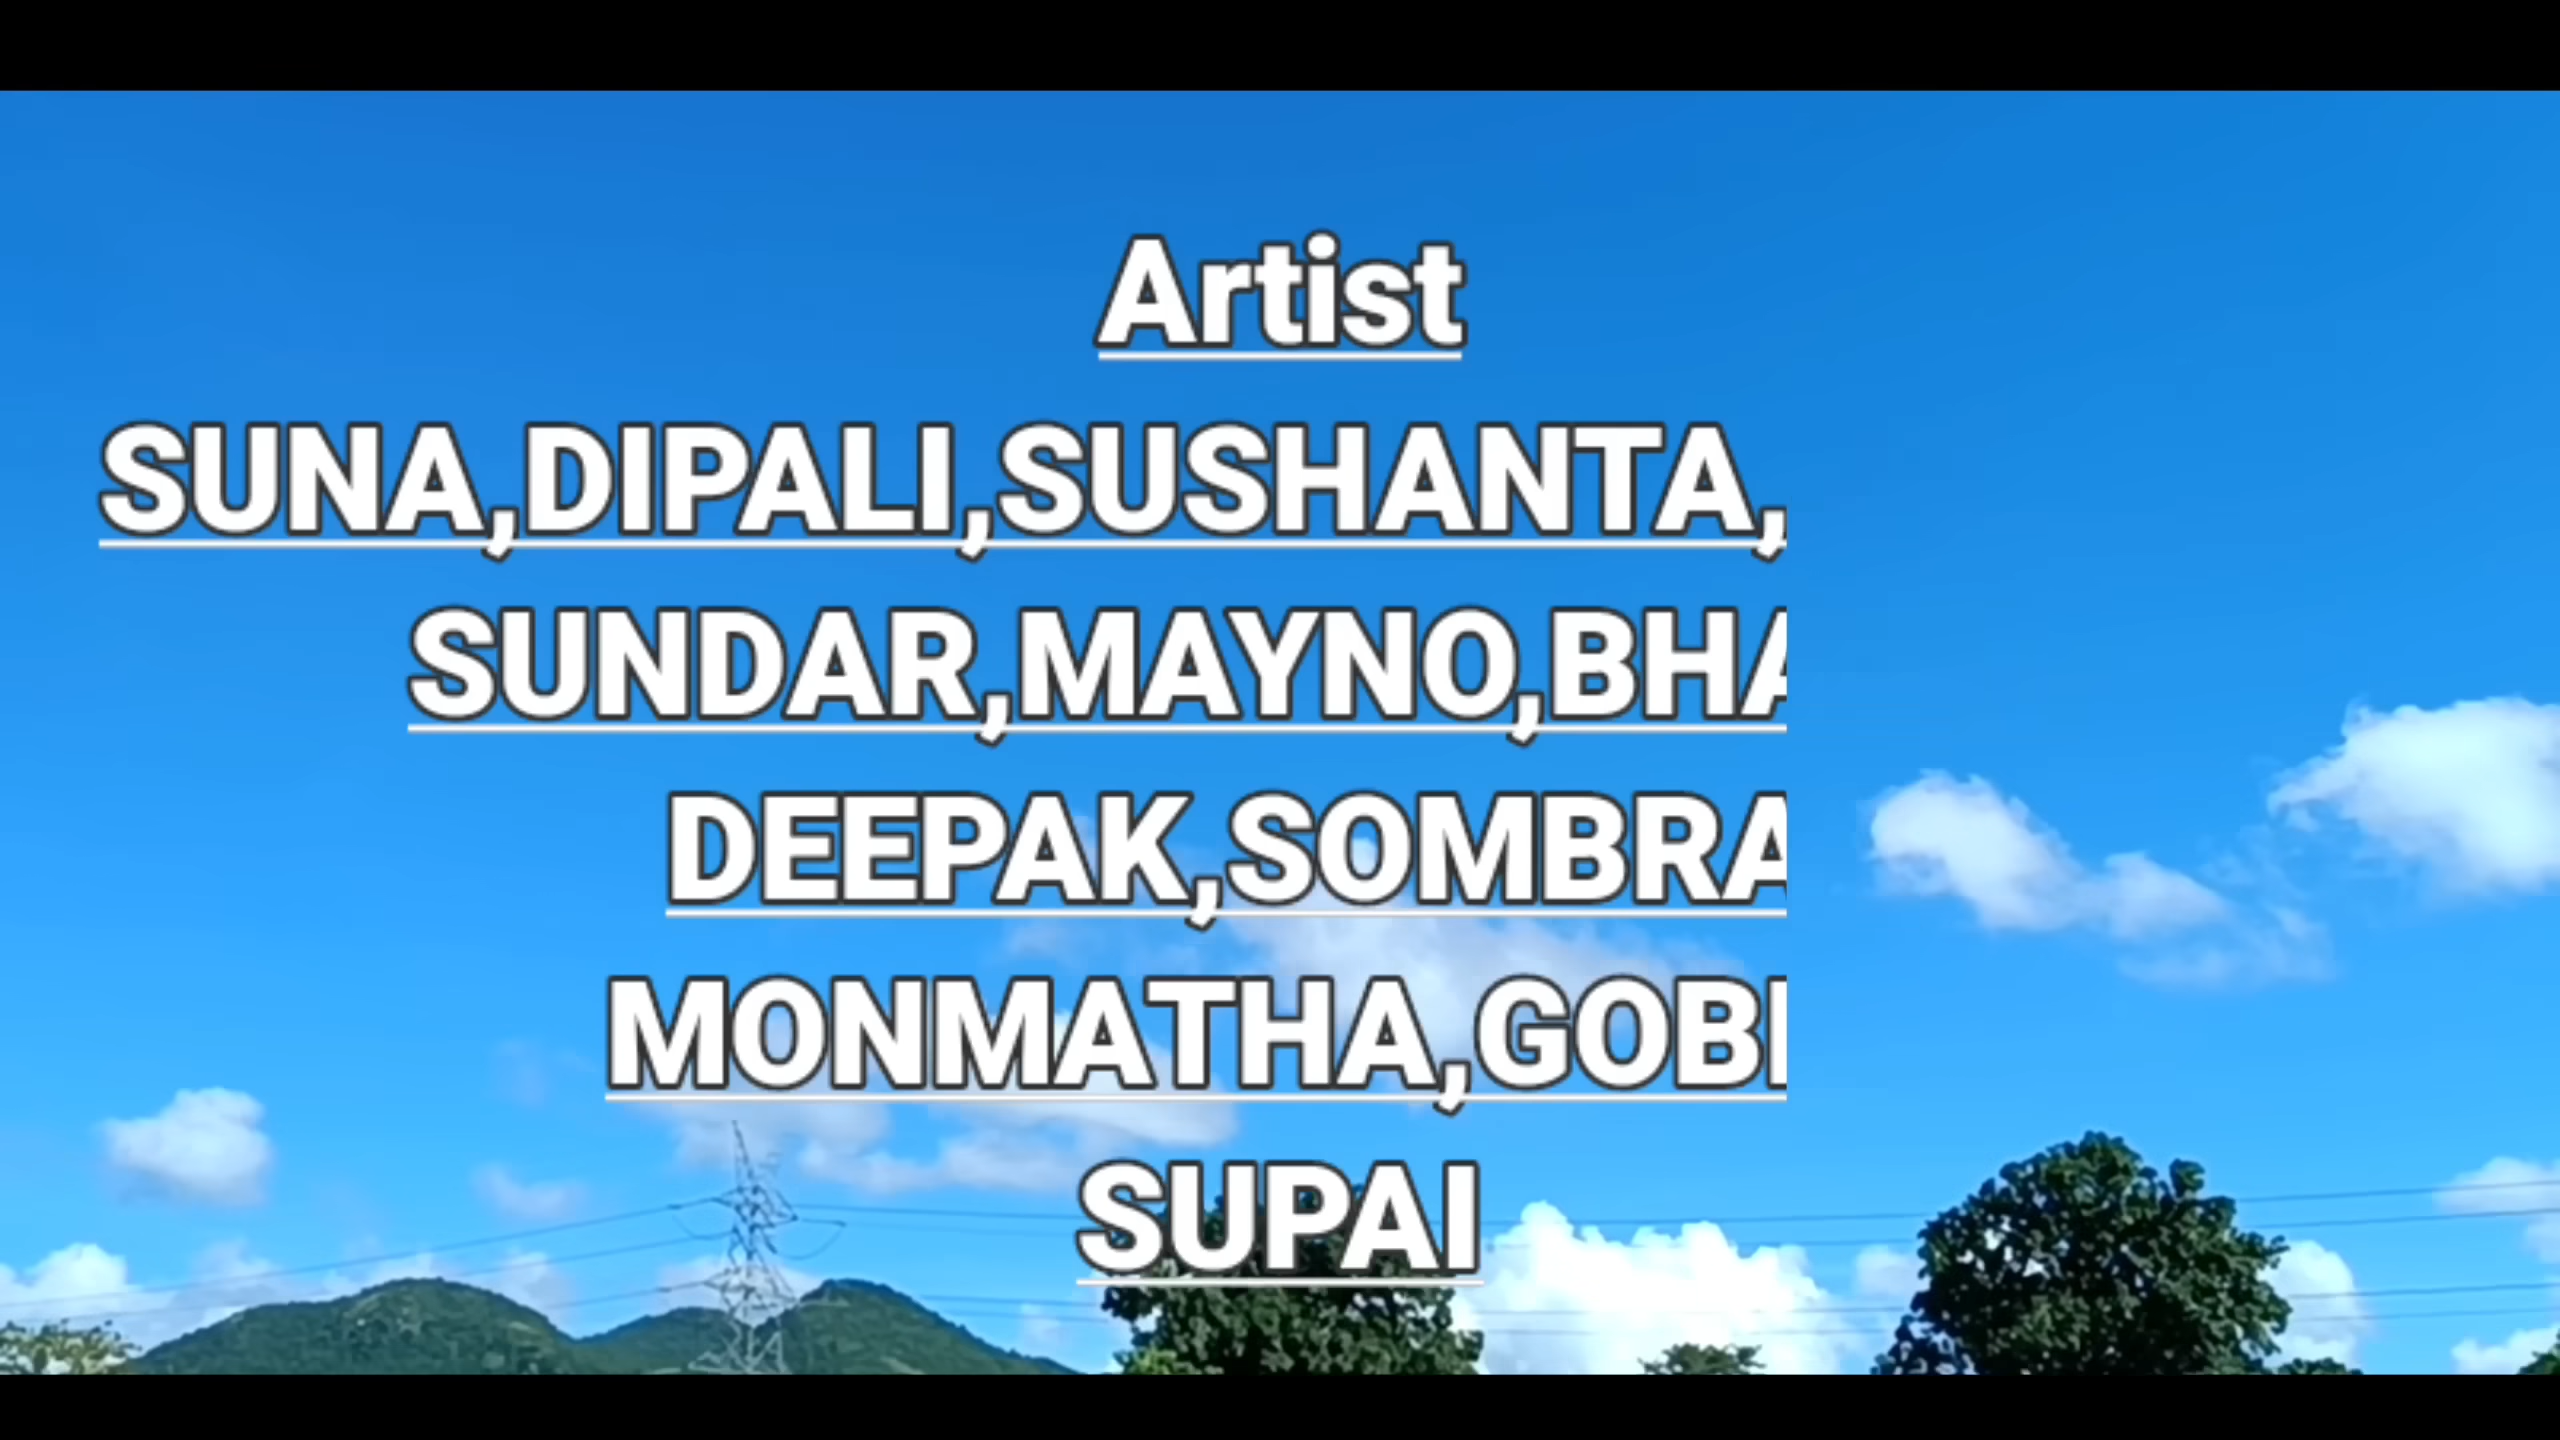 Artist
SUNA,DIPALI,SUSHANTA,
SUNDAR,MAYNO,
DEEPAK,
MONMATHA,
SUPAI